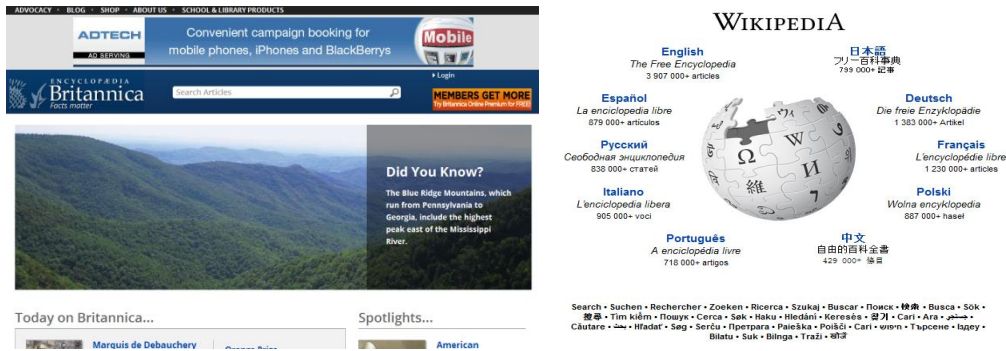 ADVOCACY • BLOG • SHOP • ABOUT US • SCHOOL & LIBRARY PRODUCTS
ADTECH
AD SERVING
Convenient campaign booking for
mobile phones, iPhones and BlackBerrys
Mobile
Login
ENCYCLOPÆDIA
Britannica
Facts matter
Search Articles
MEMBERS GET MORE
Try Britannica Online Premium for FREE!
Did You Know?
The Blue Ridge Mountains, which
run from Pennsylvania to
Georgia, include the highest
peak east of the Mississippi
River.
Today on Britannica...
Spotlights...
Marquis de Debauchery
Orange Prize
American
WIKIPEDIA
English
The Free Encyclopedia
3 907 000+ articles
日本語
フリー百科事典
799 000+ 記事
Español
La enciclopedia libre
879 000+ artículos
Deutsch
Die freie Enzyklopädie
1 383 000+ Artikel
Русский
Свободная энциклопедия
838 000+ статей
Français
L'encyclopédie libre
1 230 000+ articles
Italiano
L'enciclopedia libera
905 000+ voci
Polski
Wolna encyklopedia
887 000+ haseł
Português
A enciclopédia livre
718 000+ artigos
中文
自由的百科全書
429 000+ 條目
Ω W И 維 ウィ 7
Search • Suchen • Rechercher • Zoeken • Ricerca • Szukaj • Buscar • Поиск • 検索 • Busca • Sök •
搜尋 • Tìm kiếm • Пошук • Cerca • Søk • Haku • Hledání • Keresés • 찾기 • Cari • Ara •
Căutare • Hľadať • Søg • Serĉu • Претрага • Paieška • Poišči • Cari • חיפוש • Търсене • Іздеу •
Bilatu • Suk • Bilnga • Traži • खोजें